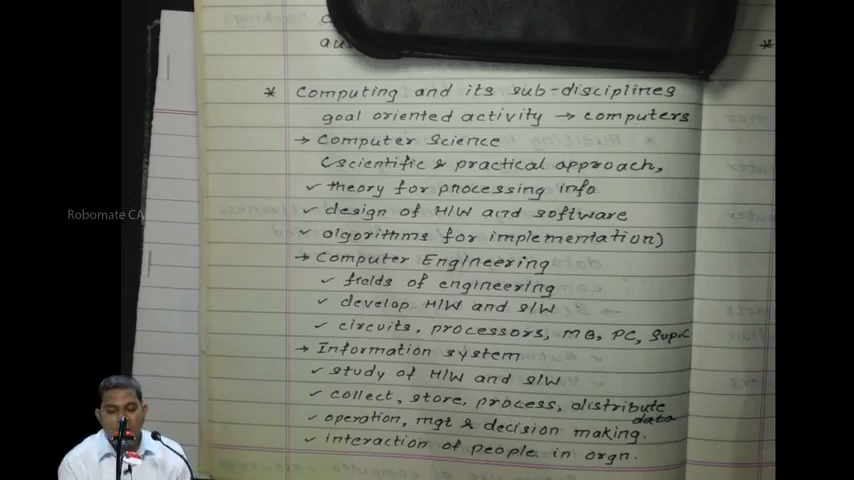 au
* Computing and its sub-disciplines
goal oriented activity → computers
→ Computer Science
(scientific & practical approach,
✓ theory for processing info
✓ design of H/W and software
✓ algorithms for implementation)
→ Computer Engineering
✓ fields of engineering
✓ develop H/W and S/W
✓ circuits, processors, MB, PC, SupC
→ Information system
✓ study of H/W and S/W
✓ collect, store, process, distribute
data
✓ operation, mgt & decision making.
✓ interaction of people in orgn.
*
Robomate CA